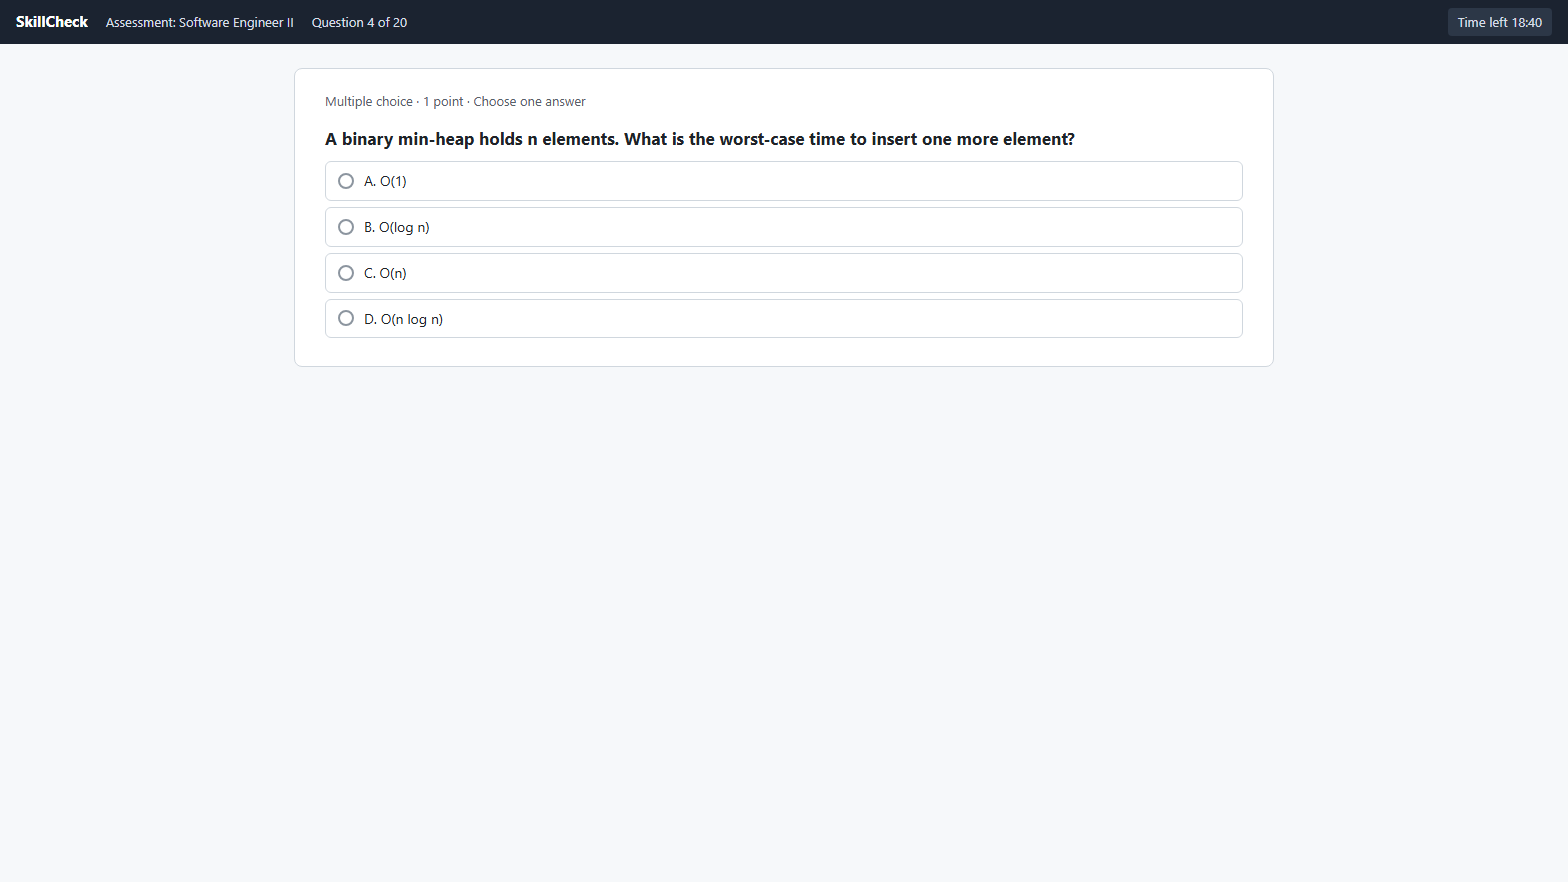 SkillCheck Assessment: Software Engineer II Question 4 of 20 Time left 18:40
Multiple choice · 1 point · Choose one answer
A binary min-heap holds n elements. What is the worst-case time to insert one more element?
A. O(1)
B. O(log n)
C. O(n)
D. O(n log n)